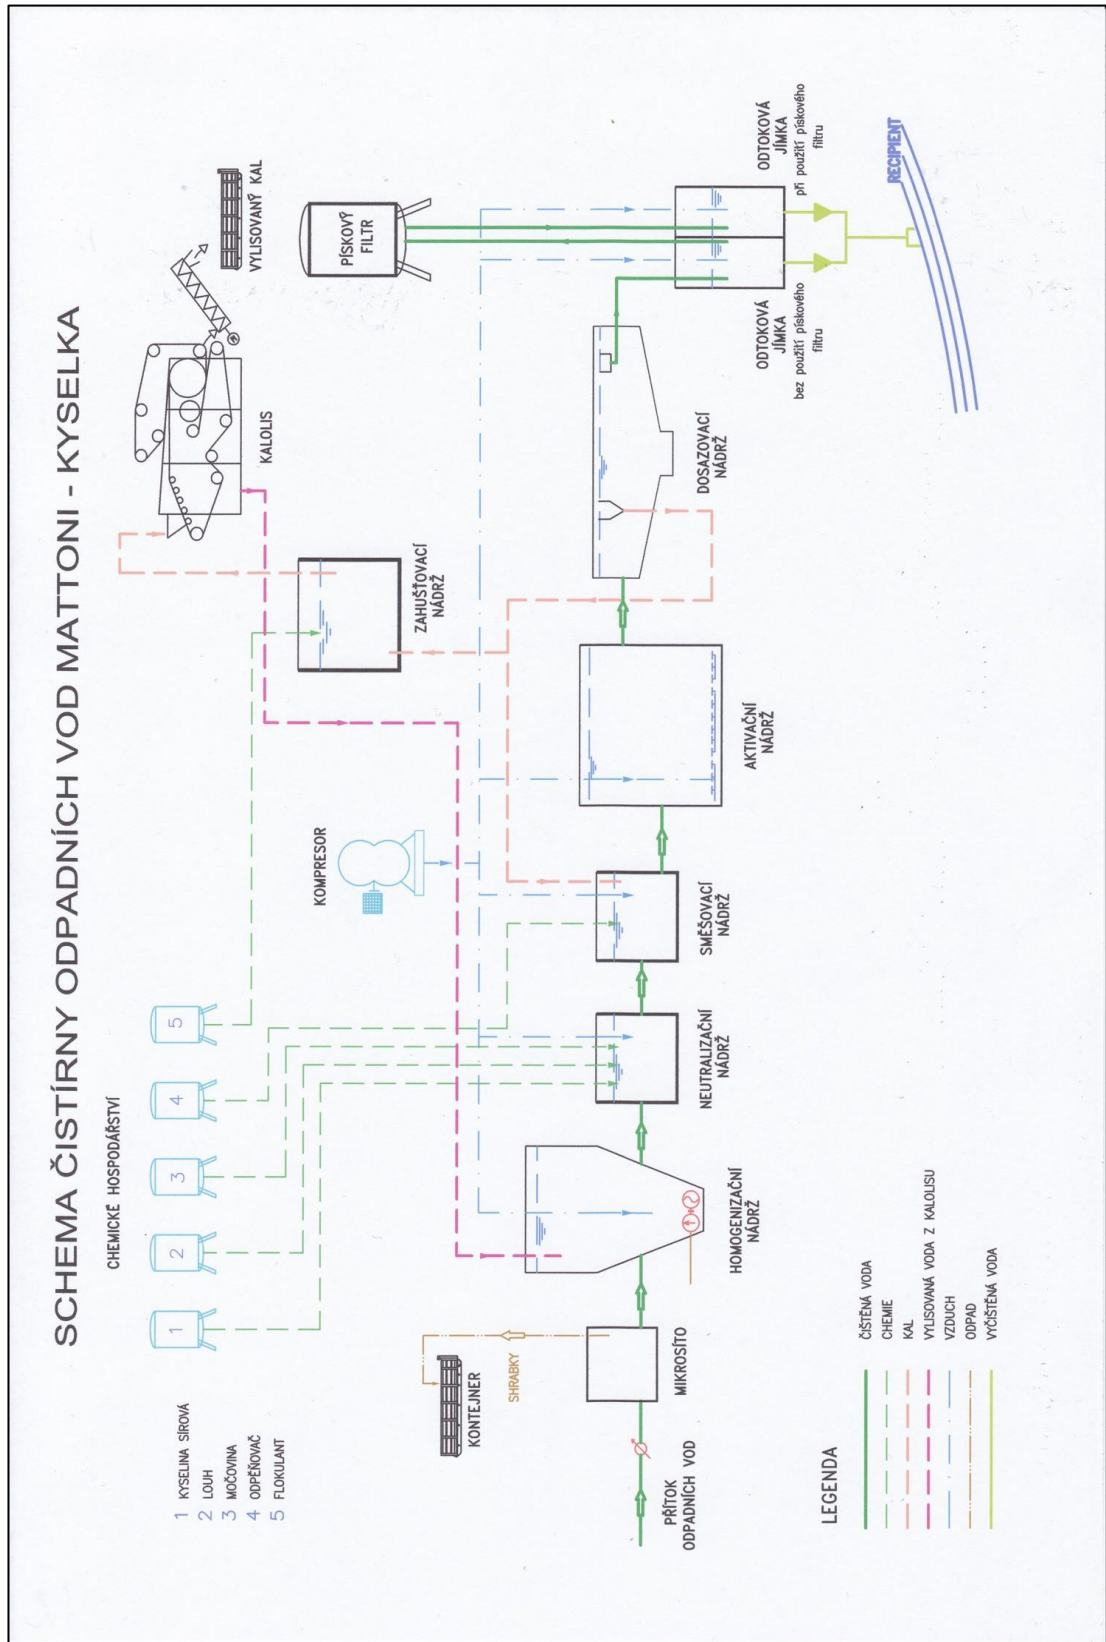 SCHEMA ČISTÍRNY ODPADNÍCH VOD MATTONI - KYSELKA
CHEMICKÉ HOSPODÁŘSTVÍ
1 KYSELINA SÍROVÁ
2 LOUH
3 MOČOVINA
4 ODPĚŇOVAČ
5 FLOKULANT
1
2
3
4
5
KALOLIS
VYLISOVANÝ KAL
KOMPRESOR
ZAHUŠŤOVACÍ
NÁDRŽ
PÍSKOVÝ
FILTR
KONTEJNER
SHRABKY
PŘÍTOK
ODPADNÍCH VOD
MIKROSÍTO
HOMOGENIZAČNÍ
NÁDRŽ
NEUTRALIZAČNÍ
NÁDRŽ
SMĚŠOVACÍ
NÁDRŽ
AKTIVAČNÍ
NÁDRŽ
DOSAZOVACÍ
NÁDRŽ
ODTOKOVÁ
JÍMKA
bez použití pískového
filtru
ODTOKOVÁ
JÍMKA
při použití pískového
filtru
RECIPIENT
LEGENDA
ČIŠTĚNÁ VODA
CHEMIE
KAL
VYLISOVANÁ VODA Z KALOLISU
VZDUCH
ODPAD
VYČIŠTĚNÁ VODA